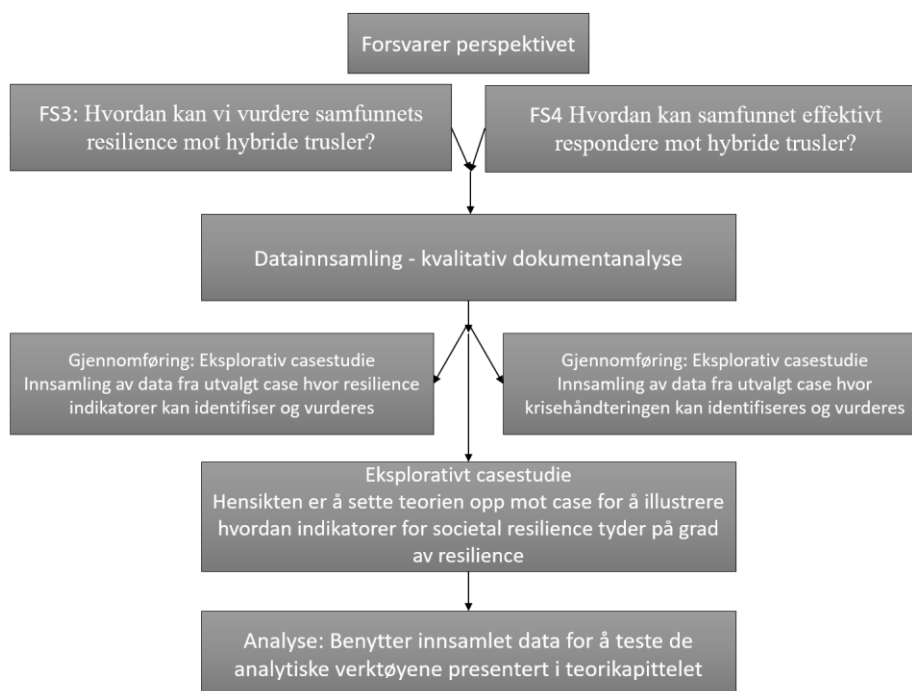 Forsvarer perspektivet
FS3: Hvordan kan vi vurdere samfunnets
resilience mot hybride trusler?
FS4 Hvordan kan samfunnet effektivt
respondere mot hybride trusler?
Datainnsamling - kvalitativ dokumentanalyse
Gjennomføring: Eksplorativ casestudie
Innsamling av data fra utvalgt case hvor resilience
indikatorer kan identifiser og vurderes
Gjennomføring: Eksplorativ casestudie
Innsamling av data fra utvalgt case hvor
krisehåndteringen kan identifiseres og vurderes
Eksplorativt casestudie
Hensikten er å sette teorien opp mot case for å illustrere
hvordan indikatorer for societal resilience tyder på grad
av resilience
Analyse: Benytter innsamlet data for å teste de
analytiske verktøyene presentert i teorikapittelet